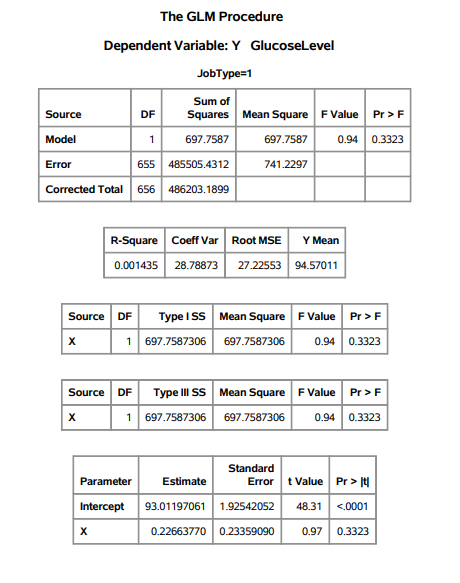 The GLM Procedure
Dependent Variable: Y GlucoseLevel
JobType=1
Source DF Sum of Squares Mean Square F Value Pr > F
Model 1 697.7587 697.7587 0.94 0.3323
Error 655 485505.4312 741.2297
Corrected Total 656 486203.1899
R-Square Coeff Var Root MSE Y Mean
0.001435 28.78873 27.22553 94.57011
Source DF Type I SS Mean Square F Value Pr > F
X 1 697.7587306 697.7587306 0.94 0.3323
Source DF Type III SS Mean Square F Value Pr > F
X 1 697.7587306 697.7587306 0.94 0.3323
Parameter Estimate Standard Error t Value Pr > |t|
Intercept 93.01197061 1.92542052 48.31 <.0001
X 0.22663770 0.23359090 0.97 0.3323